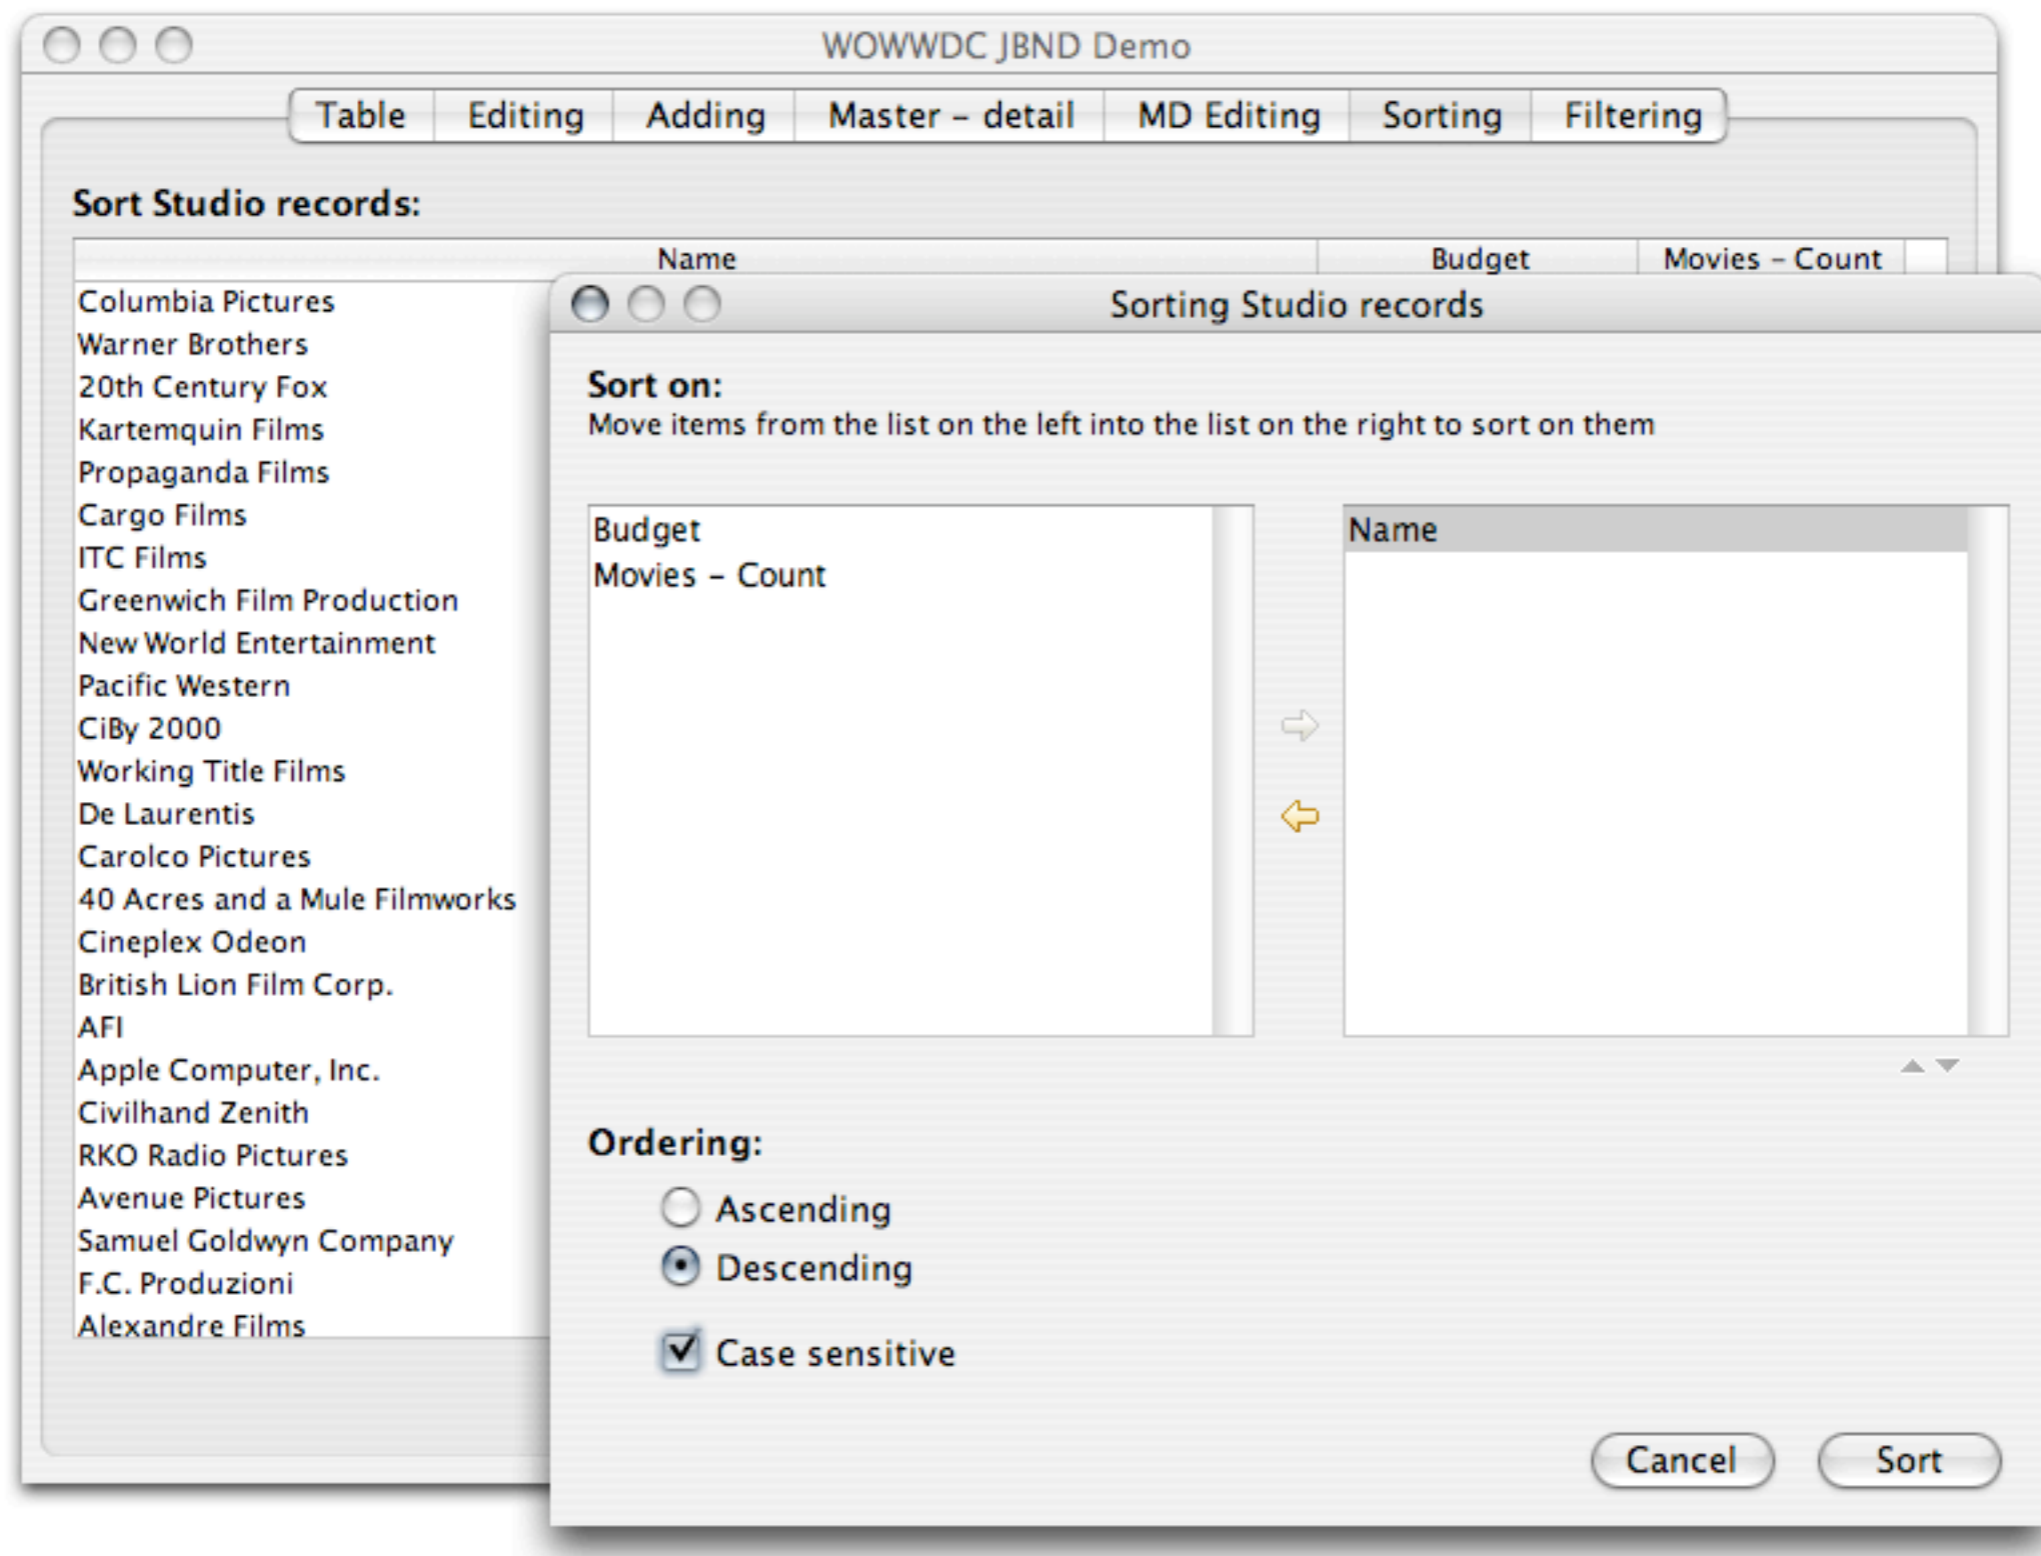 WOWWDC JBND Demo
Table Editing Adding Master – detail MD Editing Sorting Filtering
Sort Studio records:
Name Budget Movies – Count
Columbia Pictures
Warner Brothers
20th Century Fox
Kartemquin Films
Propaganda Films
Cargo Films
ITC Films
Greenwich Film Production
New World Entertainment
Pacific Western
CiBy 2000
Working Title Films
De Laurentis
Carolco Pictures
40 Acres and a Mule Filmworks
Cineplex Odeon
British Lion Film Corp.
AFI
Apple Computer, Inc.
Civilhand Zenith
RKO Radio Pictures
Avenue Pictures
Samuel Goldwyn Company
F.C. Produzioni
Alexandre Films
Sorting Studio records
Sort on:
Move items from the list on the left into the list on the right to sort on them
Budget
Movies – Count
Name
Ordering:
Ascending
Descending
Case sensitive
Cancel Sort